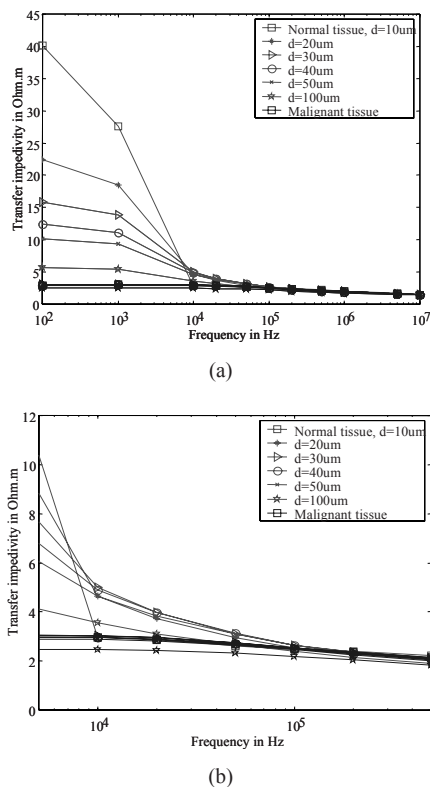 45
40
35
30
25
20
15
10
5
0
Transfer impedivity in Ohm.m
Normal tissue, d=10um
d=20um
d=30um
d=40um
d=50um
d=100um
Malignant tissue
10² 10³ 10⁴ 10⁵ 10⁶ 10⁷
Frequency in Hz
(a)
12
10
8
6
4
2
0
Transfer impedivity in Ohm.m
Normal tissue, d=10um
d=20um
d=30um
d=40um
d=50um
d=100um
Malignant tissue
10⁴ 10⁵
Frequency in Hz
(b)